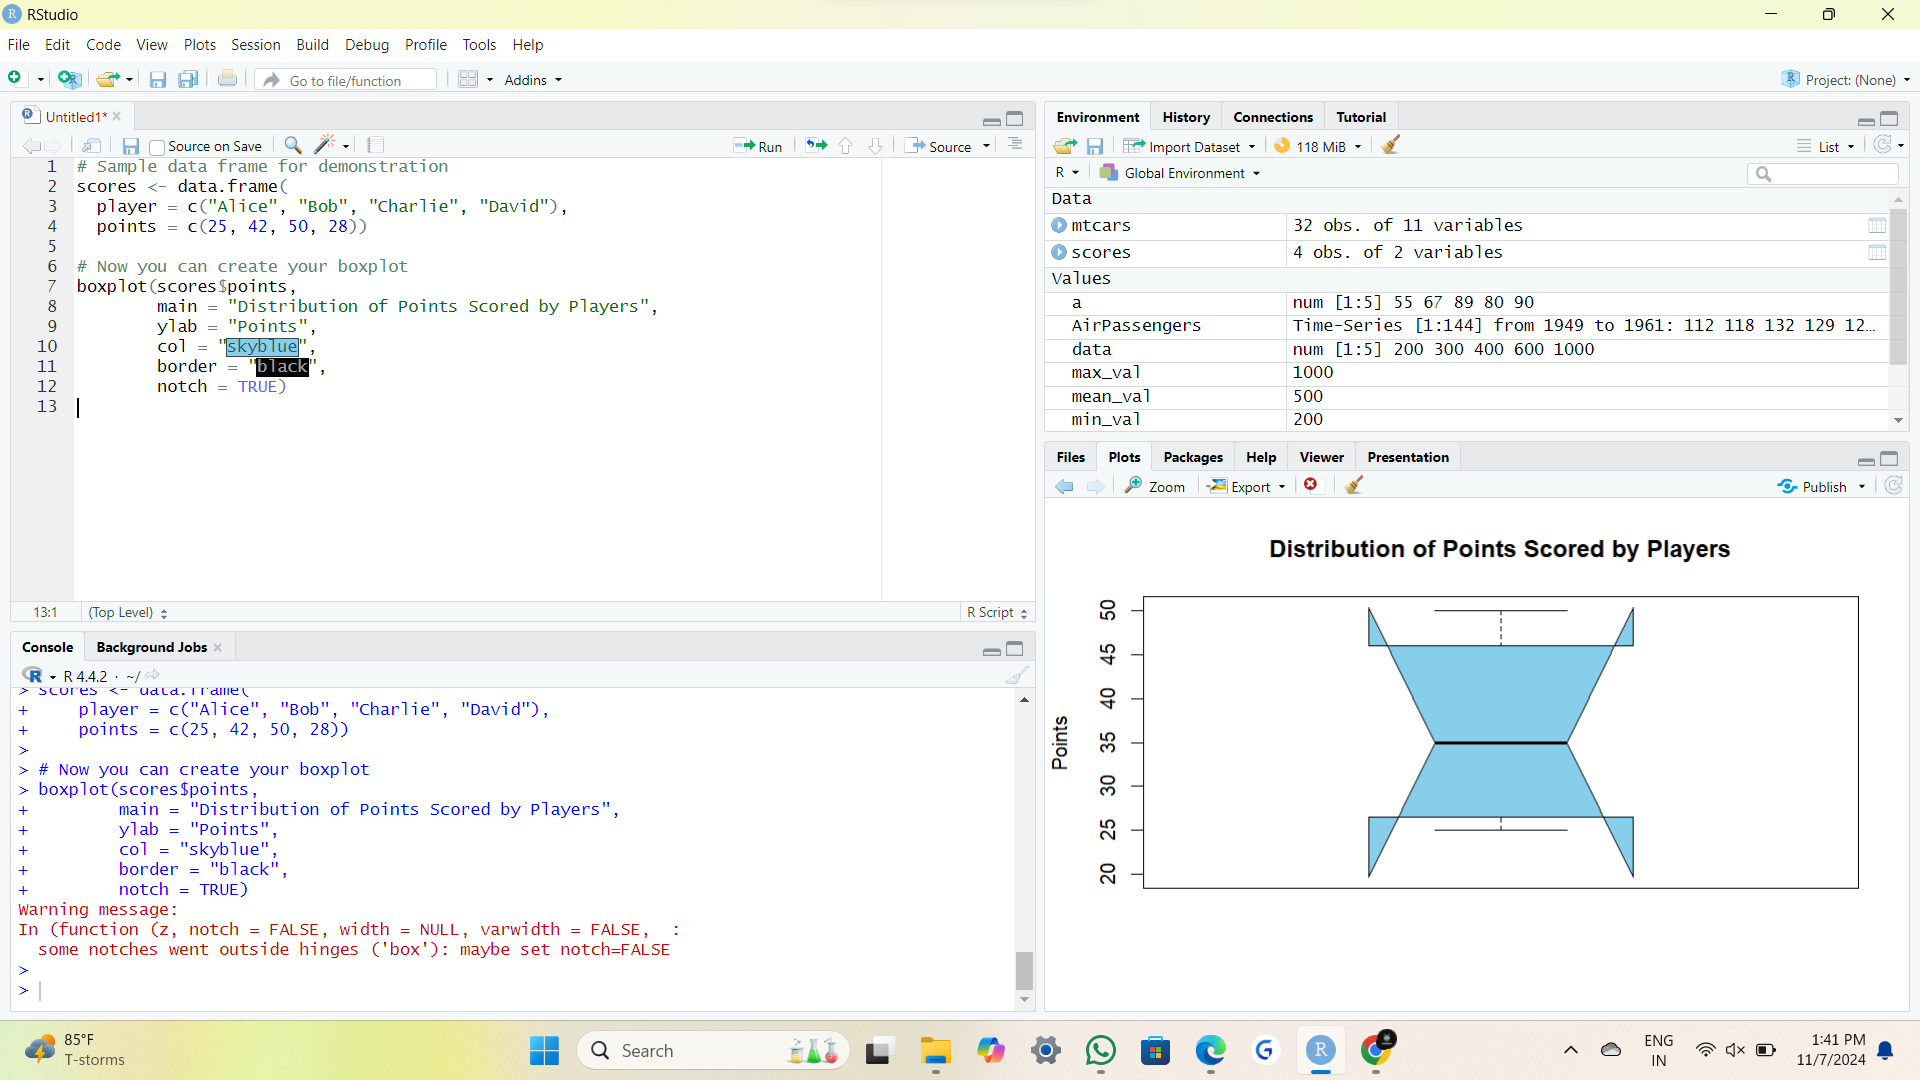 RStudio
File Edit Code View Plots Session Build Debug Profile Tools Help
Go to file/function Addins Project: (None)
Untitled1*
Source on Save Run Source
1 # Sample data frame for demonstration
2 scores <- data.frame(
3 player = c("Alice", "Bob", "Charlie", "David"),
4 points = c(25, 42, 50, 28))
5
6 # Now you can create your boxplot
7 boxplot(scores$points,
8 main = "Distribution of Points Scored by Players",
9 ylab = "Points",
10 col = "skyblue",
11 border = "black",
12 notch = TRUE)
13
13:1 (Top Level) R Script
Console Background Jobs
R 4.4.2 · ~/
> scores <- data.frame(
+ player = c("Alice", "Bob", "Charlie", "David"),
+ points = c(25, 42, 50, 28))
>
> # Now you can create your boxplot
> boxplot(scores$points,
+ main = "Distribution of Points Scored by Players",
+ ylab = "Points",
+ col = "skyblue",
+ border = "black",
+ notch = TRUE)
Warning message:
In (function (z, notch = FALSE, width = NULL, varwidth = FALSE, :
some notches went outside hinges ('box'): maybe set notch=FALSE
>
>
Environment History Connections Tutorial
Import Dataset 118 MiB List
R Global Environment
Data
mtcars 32 obs. of 11 variables
scores 4 obs. of 2 variables
Values
a num [1:5] 55 67 89 80 90
AirPassengers Time-Series [1:144] from 1949 to 1961: 112 118 132 129 12...
data num [1:5] 200 300 400 600 1000
max_val 1000
mean_val 500
min_val 200
Files Plots Packages Help Viewer Presentation
Zoom Export Publish
Distribution of Points Scored by Players
Points
50
45
40
35
30
25
20
85°F
T-storms
Search
ENG
IN
1:41 PM
11/7/2024